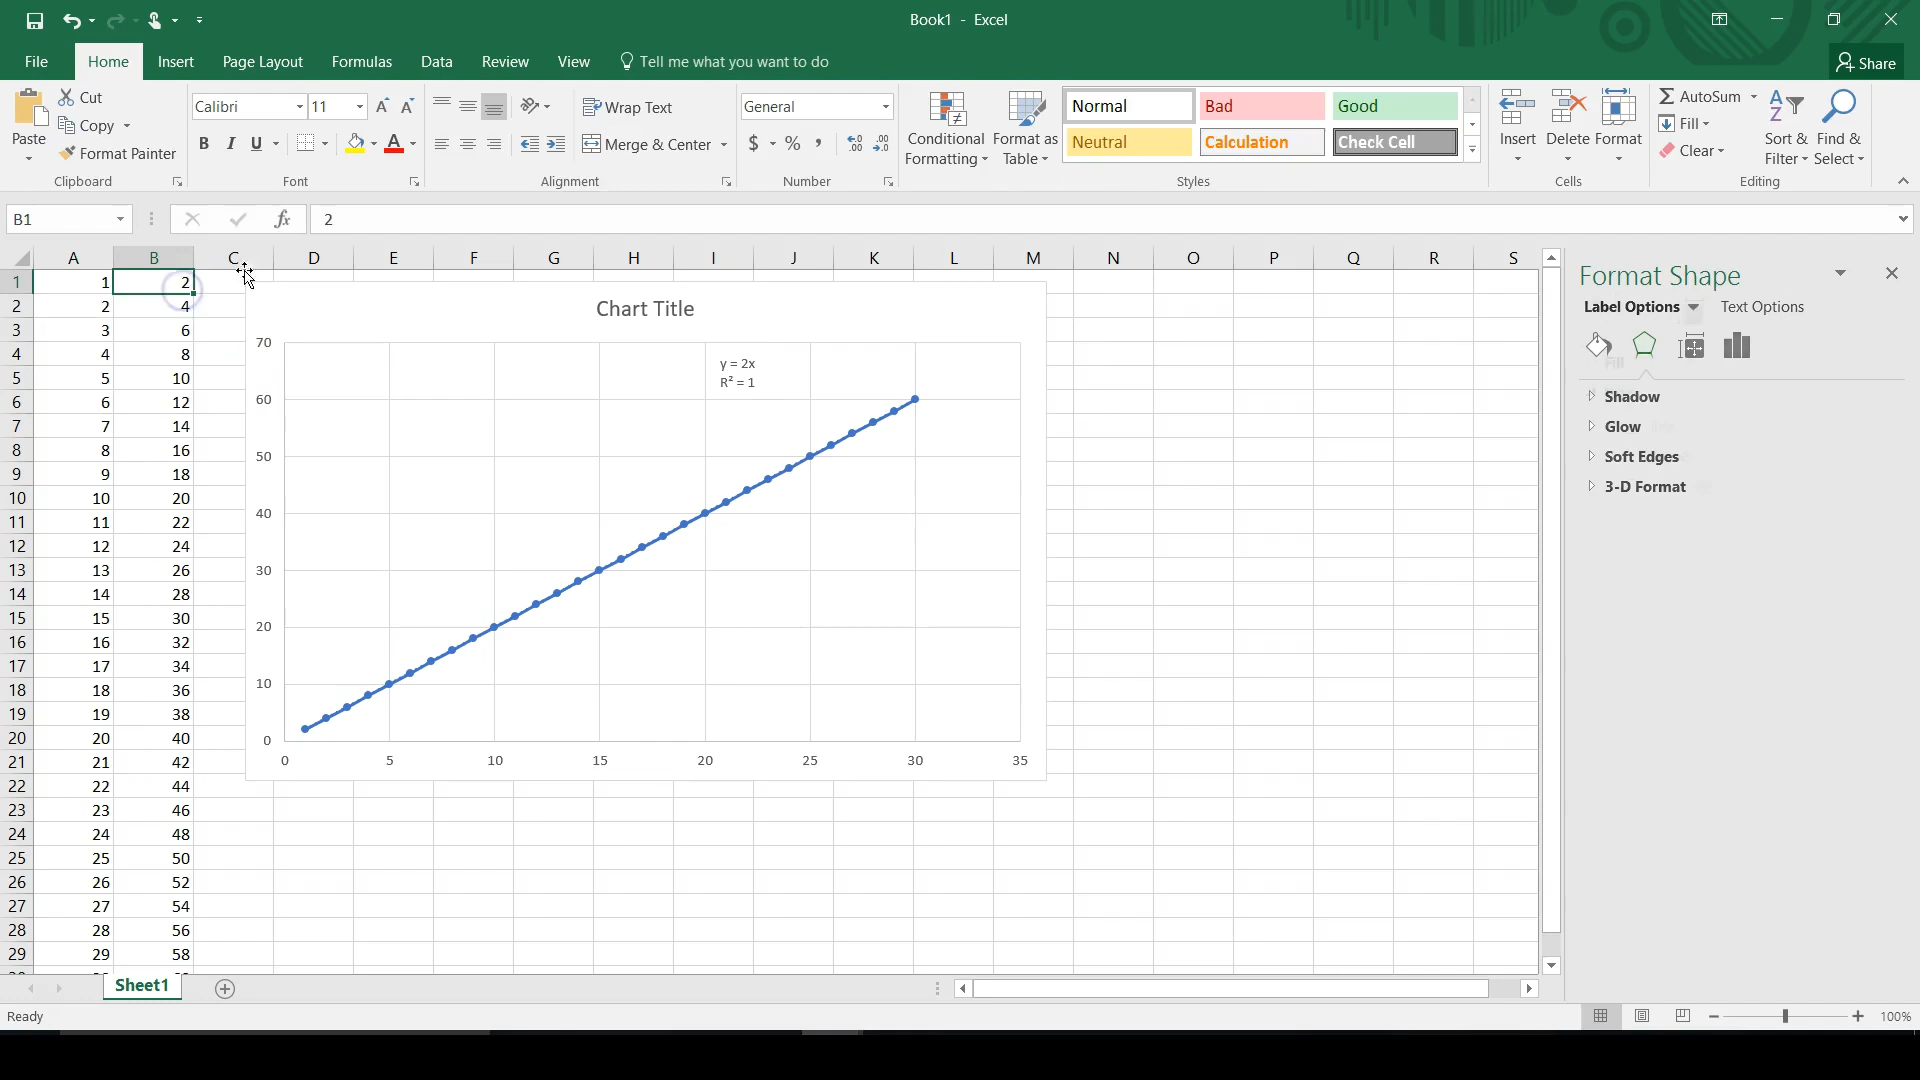 Book1 - Excel
File Home Insert Page Layout Formulas Data Review View Tell me what you want to do Share
Paste Cut Copy Format Painter Clipboard
Calibri 11 A A B I U A Font
Wrap Text Merge & Center Alignment
General $ % , .0 .00 Number
Conditional Formatting Format as Table
Normal Bad Good
Neutral Calculation Check Cell
Styles
Insert Delete Format Cells
AutoSum Fill Clear Sort & Filter Find & Select Editing
B1 fx 2
A B C D E F G H I J K L M N O P Q R S
1 1 2
2 2 4
3 3 6
4 4 8
5 5 10
6 6 12
7 7 14
8 8 16
9 9 18
10 10 20
11 11 22
12 12 24
13 13 26
14 14 28
15 15 30
16 16 32
17 17 34
18 18 36
19 19 38
20 20 40
21 21 42
22 22 44
23 23 46
24 24 48
25 25 50
26 26 52
27 27 54
28 28 56
29 29 58
Chart Title
y = 2x
R² = 1
70
60
50
40
30
20
10
0
0 5 10 15 20 25 30 35
Format Shape
Label Options Text Options
Shadow
Glow
Soft Edges
3-D Format
Sheet1
Ready 100%